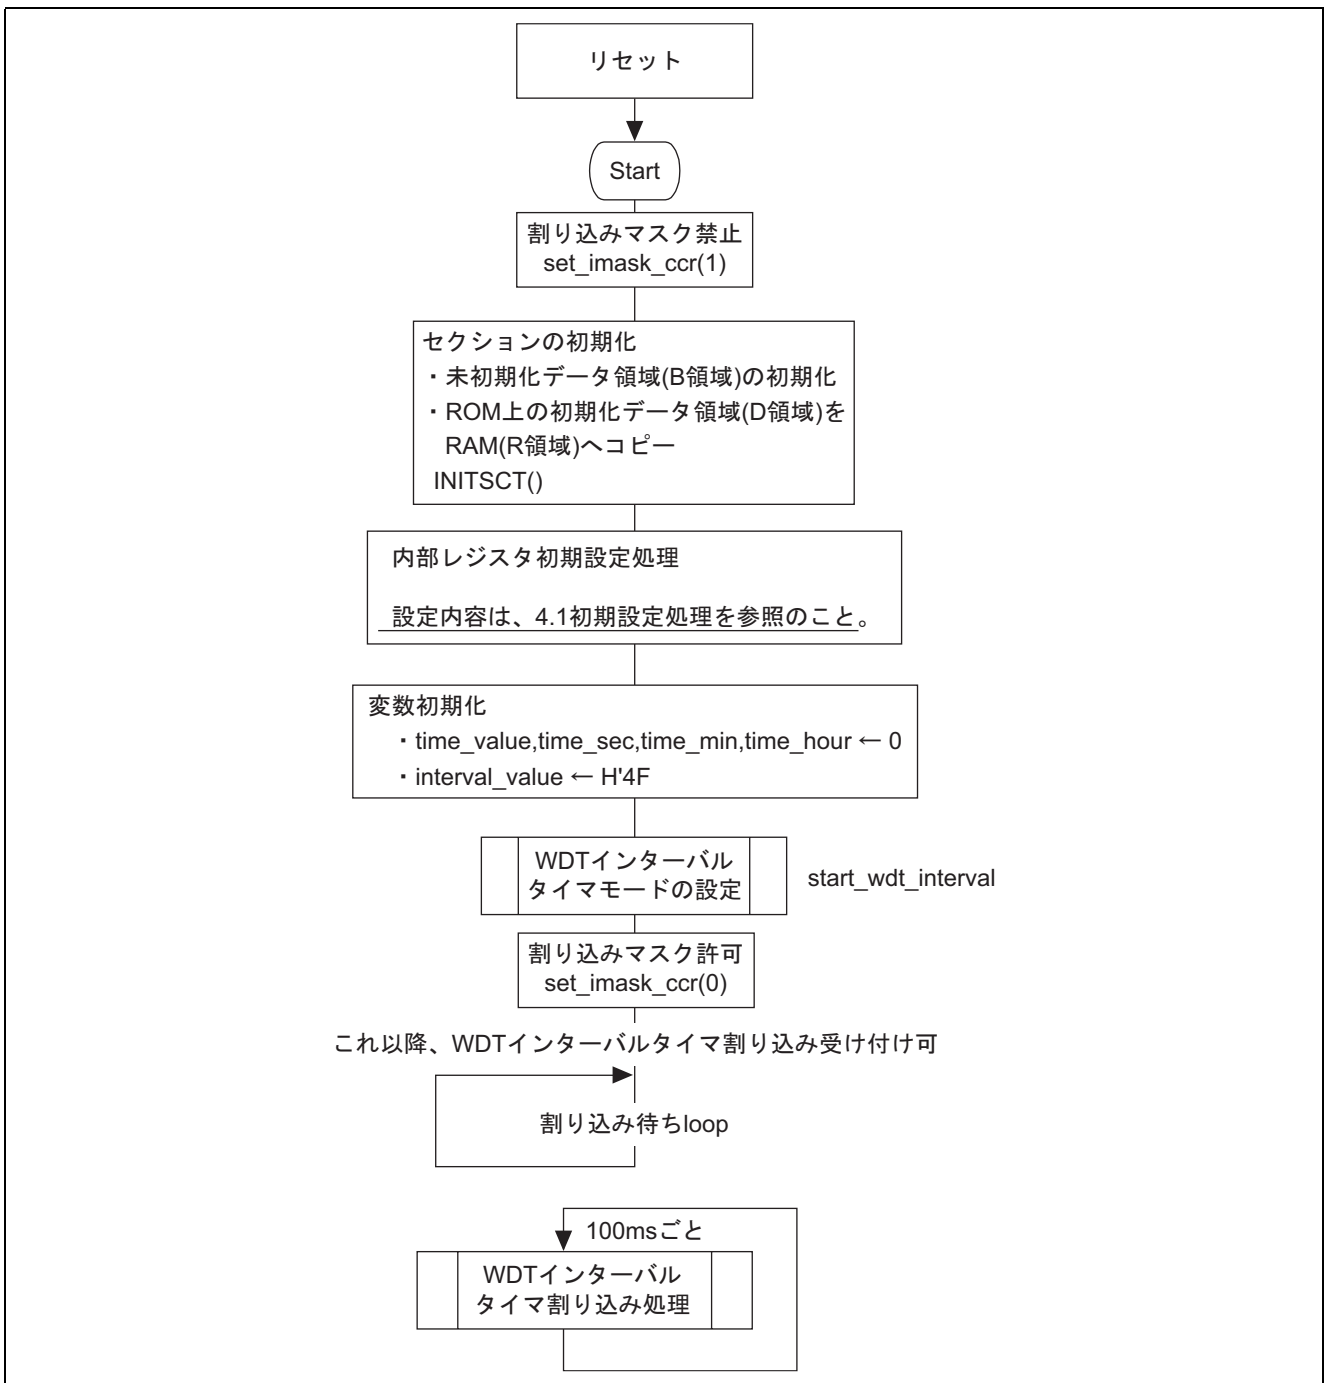 リセット
Start
割り込みマスク禁止
set_imask_ccr(1)
セクションの初期化
・未初期化データ領域(B領域)の初期化
・ROM上の初期化データ領域(D領域)を
RAM(R領域)へコピー
INITSCT()
内部レジスタ初期設定処理
設定内容は、4.1初期設定処理を参照のこと。
変数初期化
・time_value,time_sec,time_min,time_hour ← 0
・interval_value ← H'4F
WDTインターバル
タイマモードの設定
start_wdt_interval
割り込みマスク許可
set_imask_ccr(0)
これ以降、WDTインターバルタイマ割り込み受け付け可
割り込み待ちloop
100msごと
WDTインターバル
タイマ割り込み処理